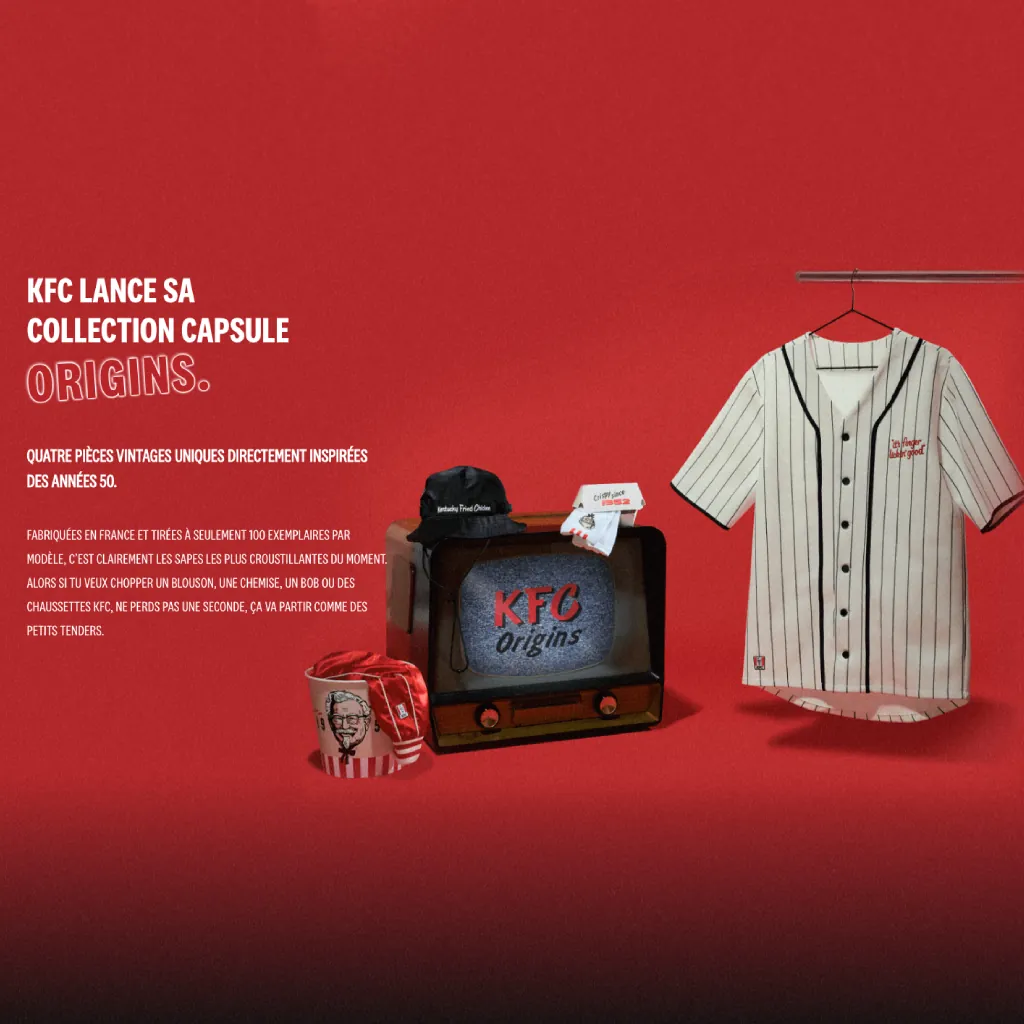 KFC LANCE SA
COLLECTION CAPSULE
ORIGINS.
QUATRE PIÈCES VINTAGES UNIQUES DIRECTEMENT INSPIRÉES
DES ANNÉES 50.
FABRIQUÉES EN FRANCE ET TIRÉES À SEULEMENT 100 EXEMPLAIRES PAR
MODÈLE, C'EST CLAIREMENT LES SAPES LES PLUS CROUSTILLANTES DU MOMENT.
ALORS SI TU VEUX CHOPPER UN BLOUSON, UNE CHEMISE, UN BOB OU DES
CHAUSSETTES KFC, NE PERDS PAS UNE SECONDE, ÇA VA PARTIR COMME DES
PETITS TENDERS.
Kentucky Fried Chicken
Crispy since
1952
KFC
Origins
it's finger
lickin' good